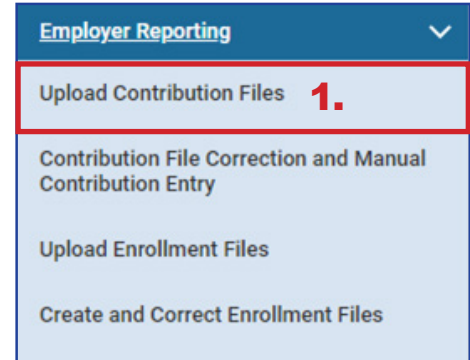 Employer Reporting
Upload Contribution Files 1.
Contribution File Correction and Manual
Contribution Entry
Upload Enrollment Files
Create and Correct Enrollment Files